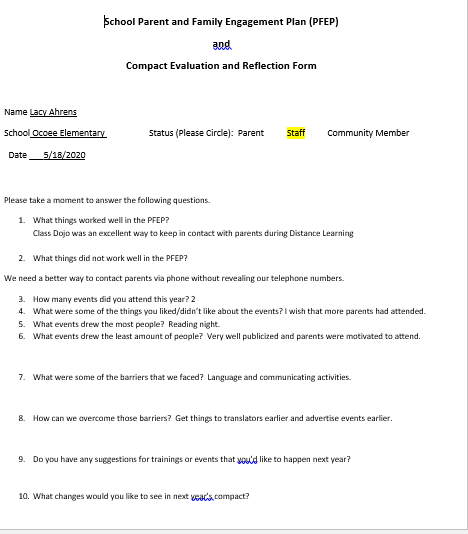 School Parent and Family Engagement Plan (PFEP)
and
Compact Evaluation and Reflection Form
Name Lacy Ahrens
School Ocoee Elementary Status (Please Circle): Parent Staff Community Member
Date 5/18/2020
Please take a moment to answer the following questions.
1. What things worked well in the PFEP?
Class Dojo was an excellent way to keep in contact with parents during Distance Learning
2. What things did not work well in the PFEP?
We need a better way to contact parents via phone without revealing our telephone numbers.
3. How many events did you attend this year? 2
4. What were some of the things you liked/didn't like about the events? I wish that more parents had attended.
5. What events drew the most people? Reading night.
6. What events drew the least amount of people? Very well publicized and parents were motivated to attend.
7. What were some of the barriers that we faced? Language and communicating activities.
8. How can we overcome those barriers? Get things to translators earlier and advertise events earlier.
9. Do you have any suggestions for trainings or events that you'd like to happen next year?
10. What changes would you like to see in next year's compact?